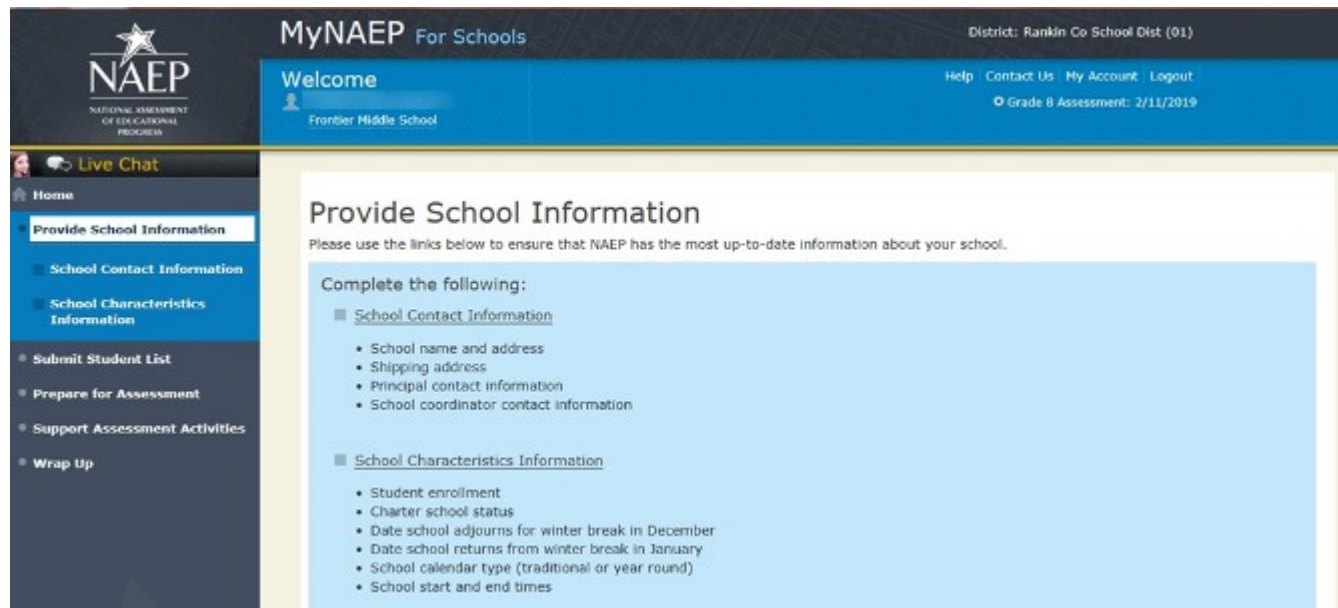 MyNAEP For Schools
District: Rankin Co School Dist (01)
NAEP
NATIONAL ASSESSMENT
OF EDUCATIONAL
PROGRESS
Welcome
Frontier Middle School
Help Contact Us My Account Logout
Grade 8 Assessment: 2/11/2019
Live Chat
Home
Provide School Information
School Contact Information
School Characteristics
Information
Submit Student List
Prepare for Assessment
Support Assessment Activities
Wrap Up
Provide School Information
Please use the links below to ensure that NAEP has the most up-to-date information about your school.
Complete the following:
School Contact Information
• School name and address
• Shipping address
• Principal contact information
• School coordinator contact information
School Characteristics Information
• Student enrollment
• Charter school status
• Date school adjourns for winter break in December
• Date school returns from winter break in January
• School calendar type (traditional or year round)
• School start and end times